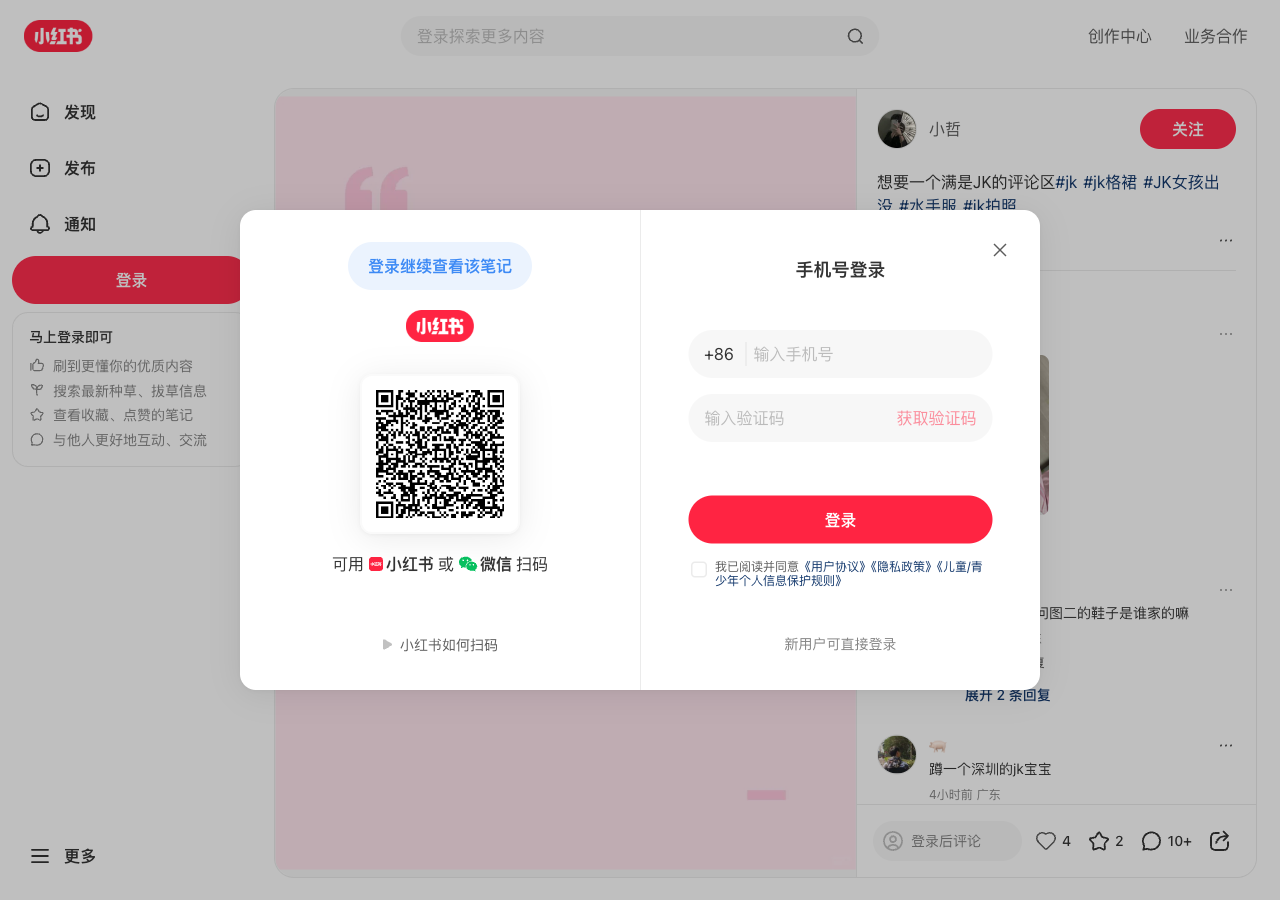 小红书
登录探索更多内容
创作中心
业务合作
发现
发布
通知
登录
马上登录即可
刷到更懂你的优质内容
搜索最新种草、拔草信息
查看收藏、点赞的笔记
与他人更好地互动、交流
更多
登录继续查看该笔记
小红书
可用 小红书 或 微信 扫码
小红书如何扫码
手机号登录
+86 输入手机号
输入验证码 获取验证码
登录
我已阅读并同意《用户协议》《隐私政策》《儿童/青
少年个人信息保护规则》
新用户可直接登录
小哲
关注
想要一个满是JK的评论区#jk #jk格裙 #JK女孩出
没 #水手服 #jk拍照
问图二的鞋子是谁家的嘛
展开 2 条回复
蹲一个深圳的jk宝宝
4小时前 广东
登录后评论
4
2
10+